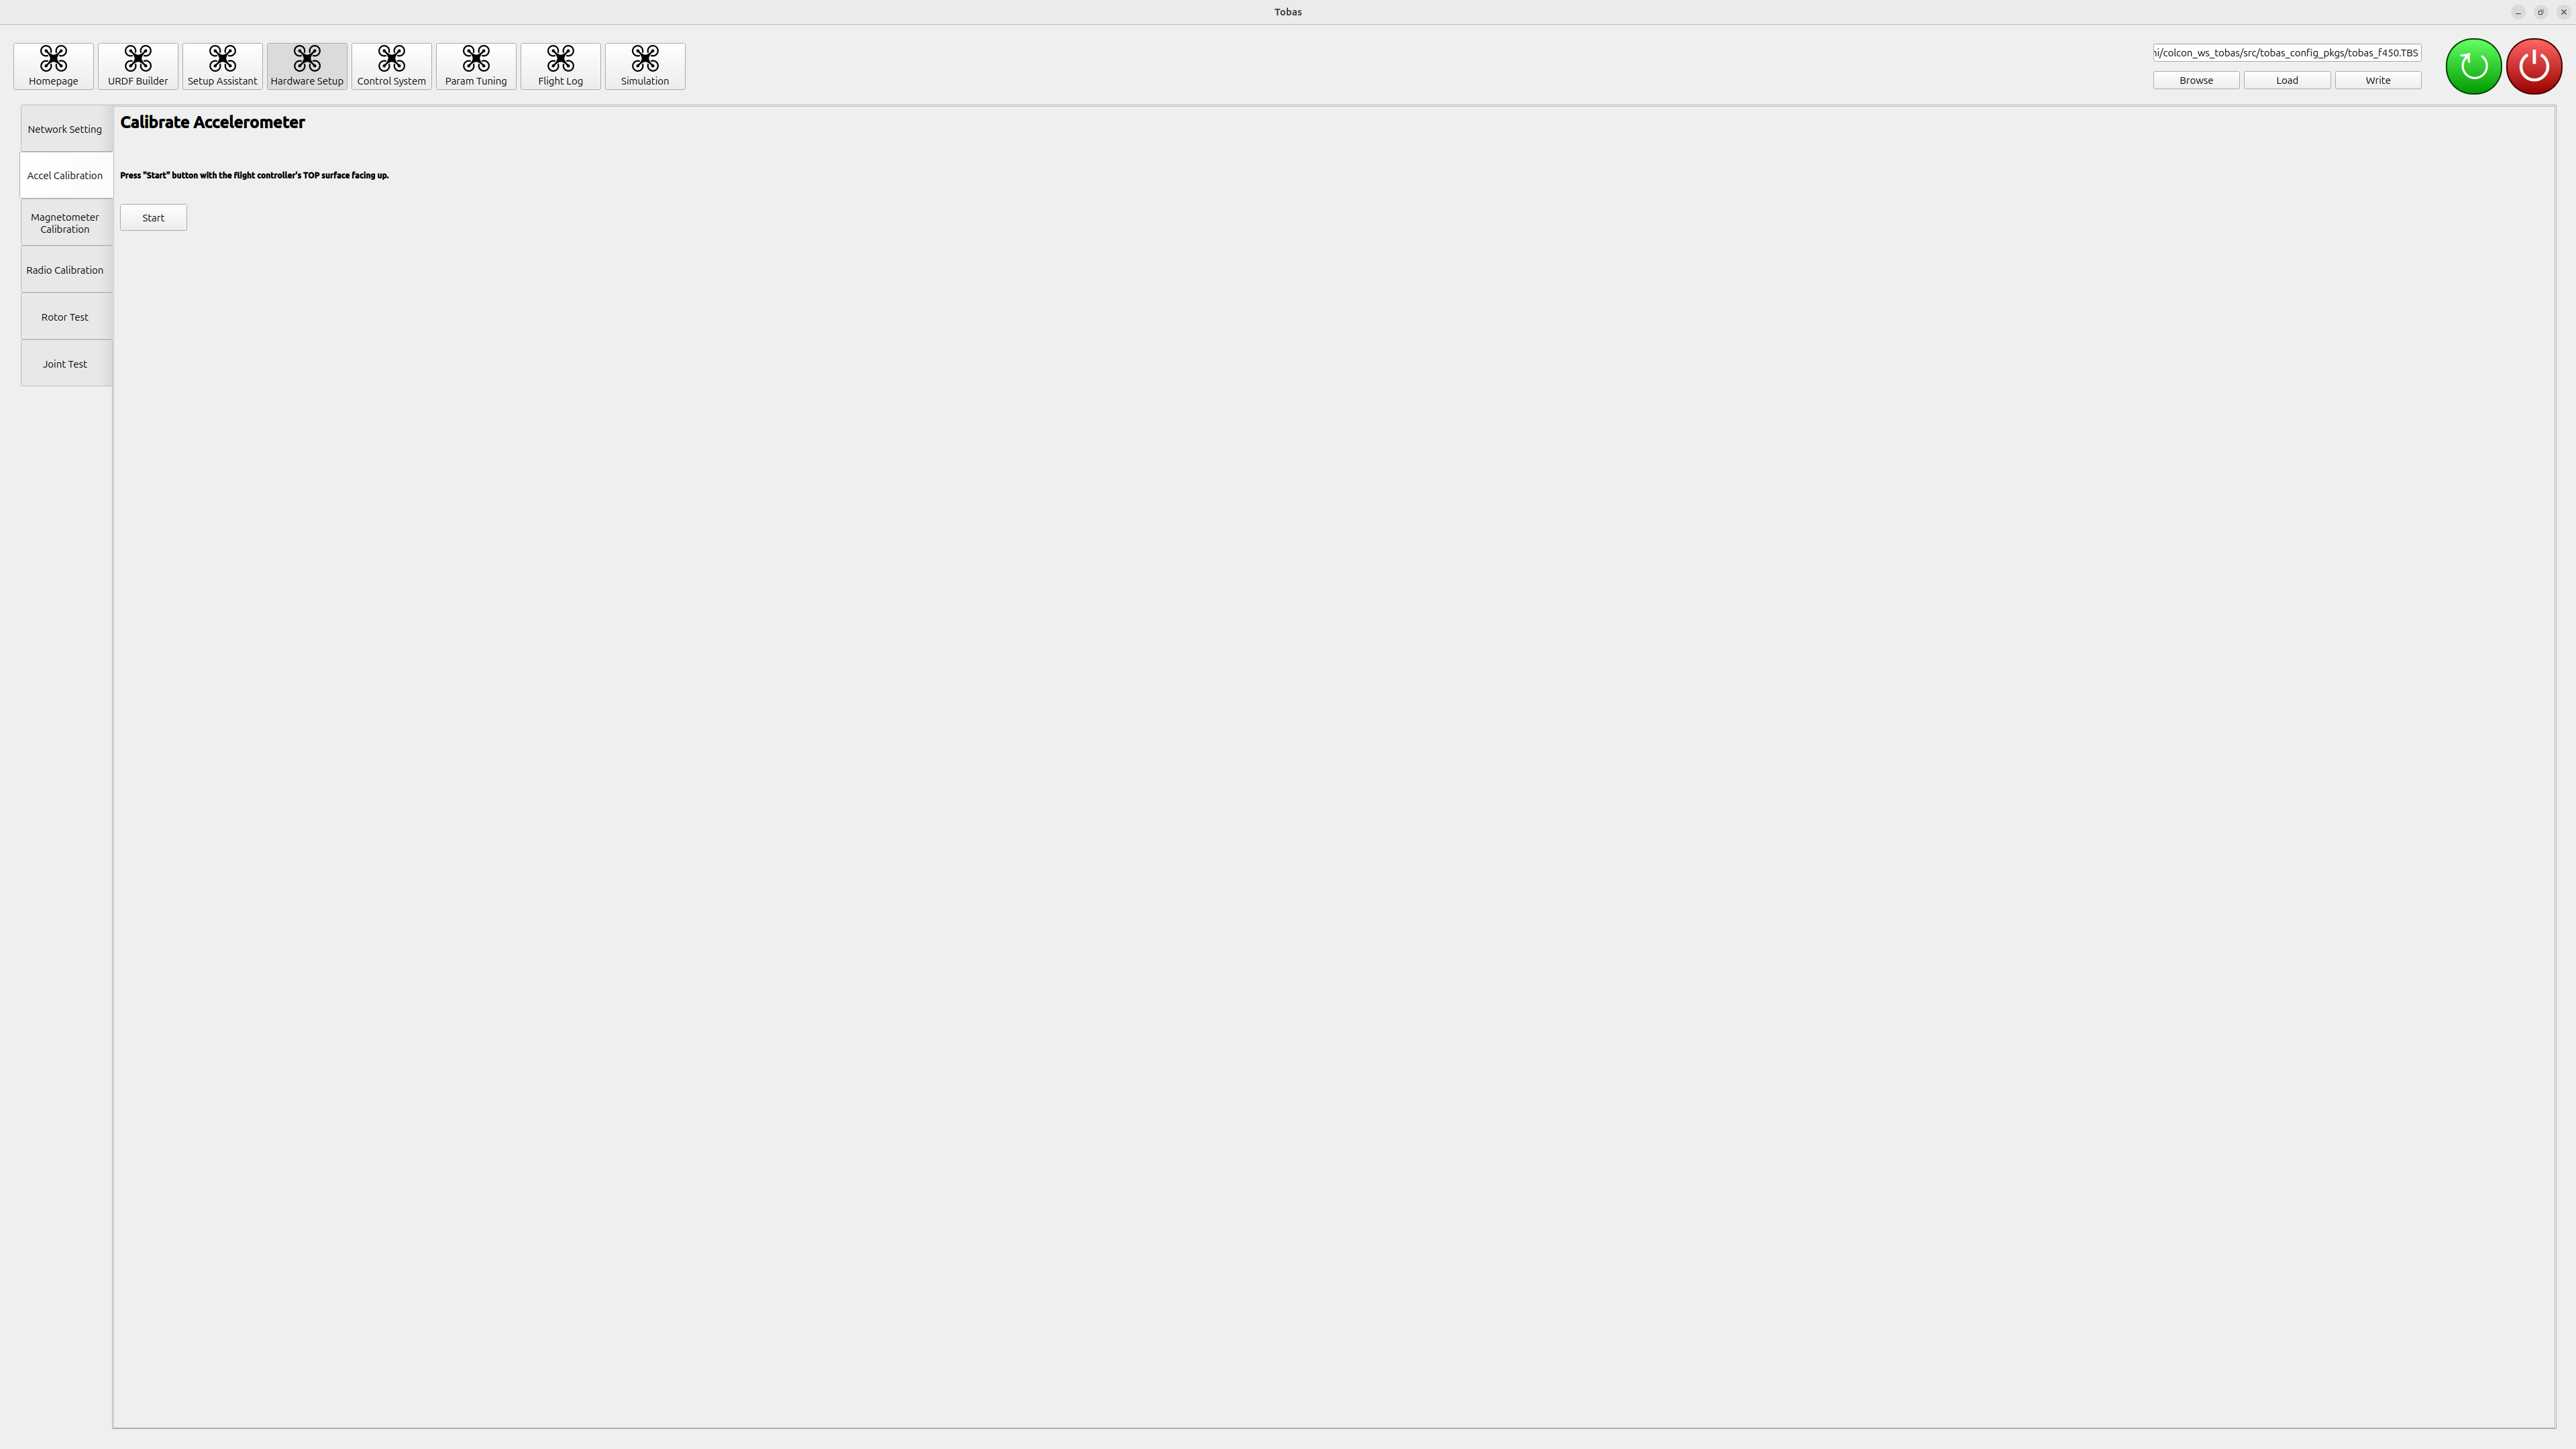 Tobas
Homepage
URDF Builder
Setup Assistant
Hardware Setup
Control System
Param Tuning
Flight Log
Simulation
i/colcon_ws_tobas/src/tobas_config_pkgs/tobas_f450.TBS
Browse
Load
Write
Network Setting
Accel Calibration
Magnetometer
Calibration
Radio Calibration
Rotor Test
Joint Test
Calibrate Accelerometer
Press "Start" button with the flight controller's TOP surface facing up.
Start